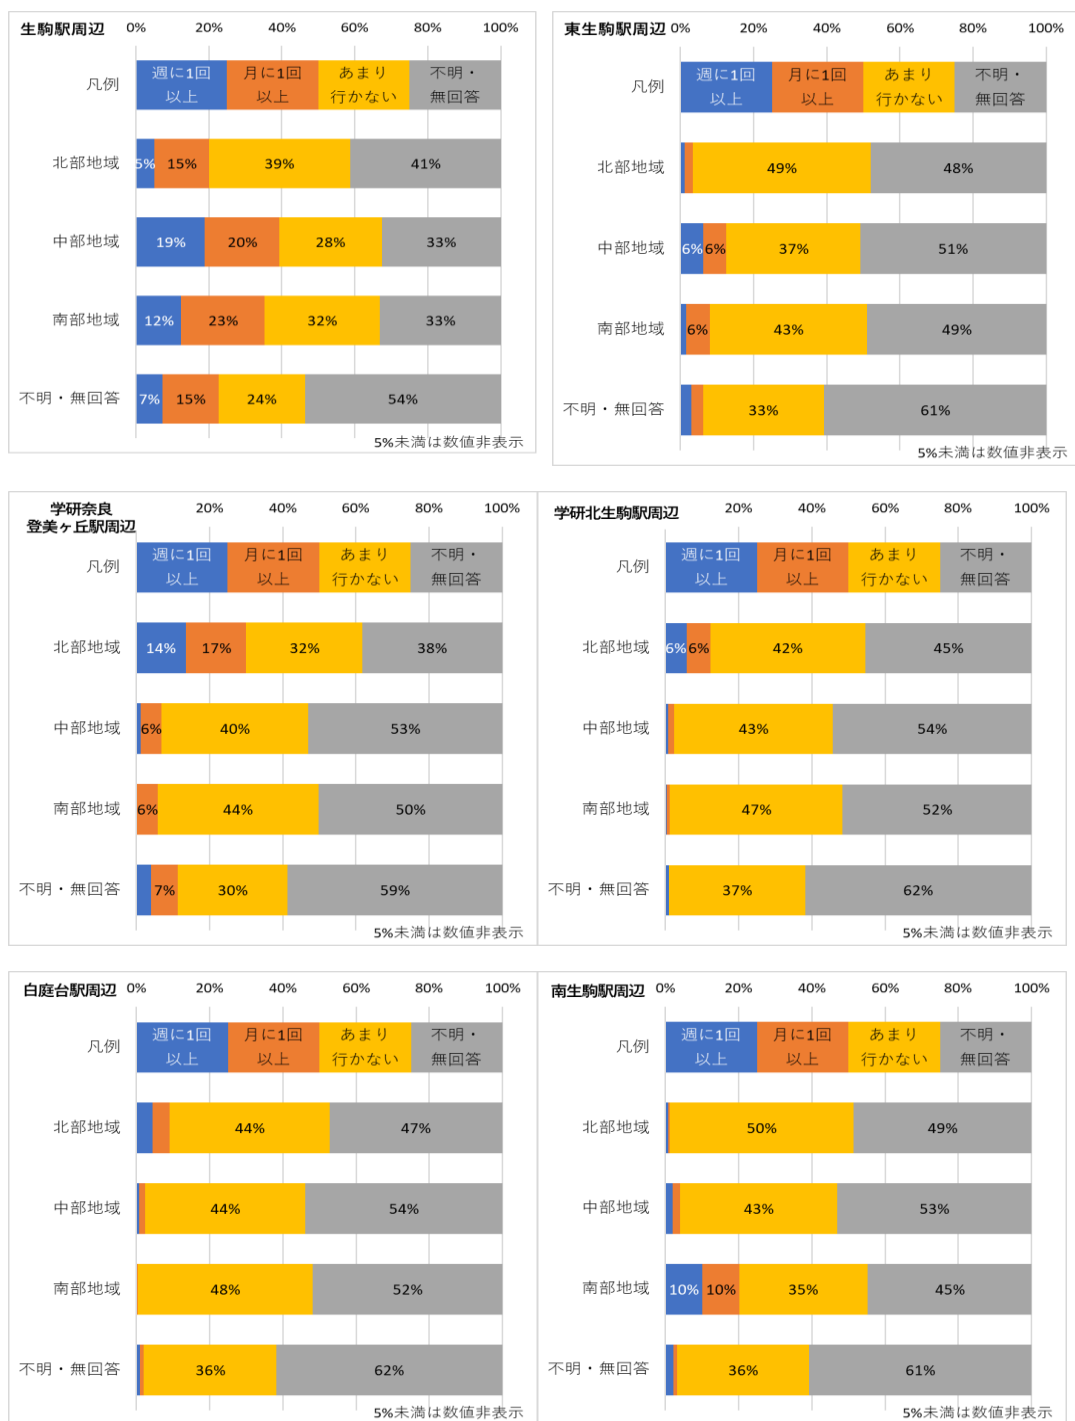 生駒駅周辺
0% 20% 40% 60% 80% 100%
凡例
週に1回
以上
月に1回
以上
あまり
行かない
不明・
無回答
北部地域 5% 15% 39% 41%
中部地域 19% 20% 28% 33%
南部地域 12% 23% 32% 33%
不明・無回答 7% 15% 24% 54%
5%未満は数値非表示
東生駒駅周辺
0% 20% 40% 60% 80% 100%
凡例
週に1回
以上
月に1回
以上
あまり
行かない
不明・
無回答
北部地域 49% 48%
中部地域 6% 6% 37% 51%
南部地域 6% 43% 49%
不明・無回答 33% 61%
5%未満は数値非表示
学研奈良
登美ヶ丘駅周辺
20% 40% 60% 80% 100%
凡例
週に1回
以上
月に1回
以上
あまり
行かない
不明・
無回答
北部地域 14% 17% 32% 38%
中部地域 6% 40% 53%
南部地域 6% 44% 50%
不明・無回答 7% 30% 59%
5%未満は数値非表示
学研北生駒駅周辺
20% 40% 60% 80% 100%
凡例
週に1回
以上
月に1回
以上
あまり
行かない
不明・
無回答
北部地域 6% 6% 42% 45%
中部地域 43% 54%
南部地域 47% 52%
不明・無回答 37% 62%
5%未満は数値非表示
白庭台駅周辺
0% 20% 40% 60% 80% 100%
凡例
週に1回
以上
月に1回
以上
あまり
行かない
不明・
無回答
北部地域 44% 47%
中部地域 44% 54%
南部地域 48% 52%
不明・無回答 36% 62%
5%未満は数値非表示
南生駒駅周辺
0% 20% 40% 60% 80% 100%
凡例
週に1回
以上
月に1回
以上
あまり
行かない
不明・
無回答
北部地域 50% 49%
中部地域 43% 53%
南部地域 10% 10% 35% 45%
不明・無回答 36% 61%
5%未満は数値非表示